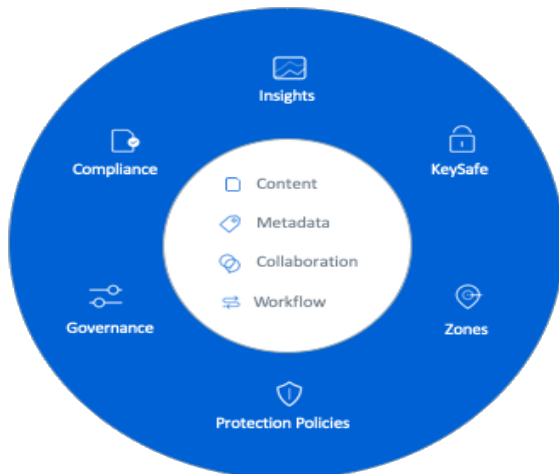 Insights
Compliance
KeySafe
Content
Metadata
Collaboration
Workflow
Governance
Zones
Protection Policies